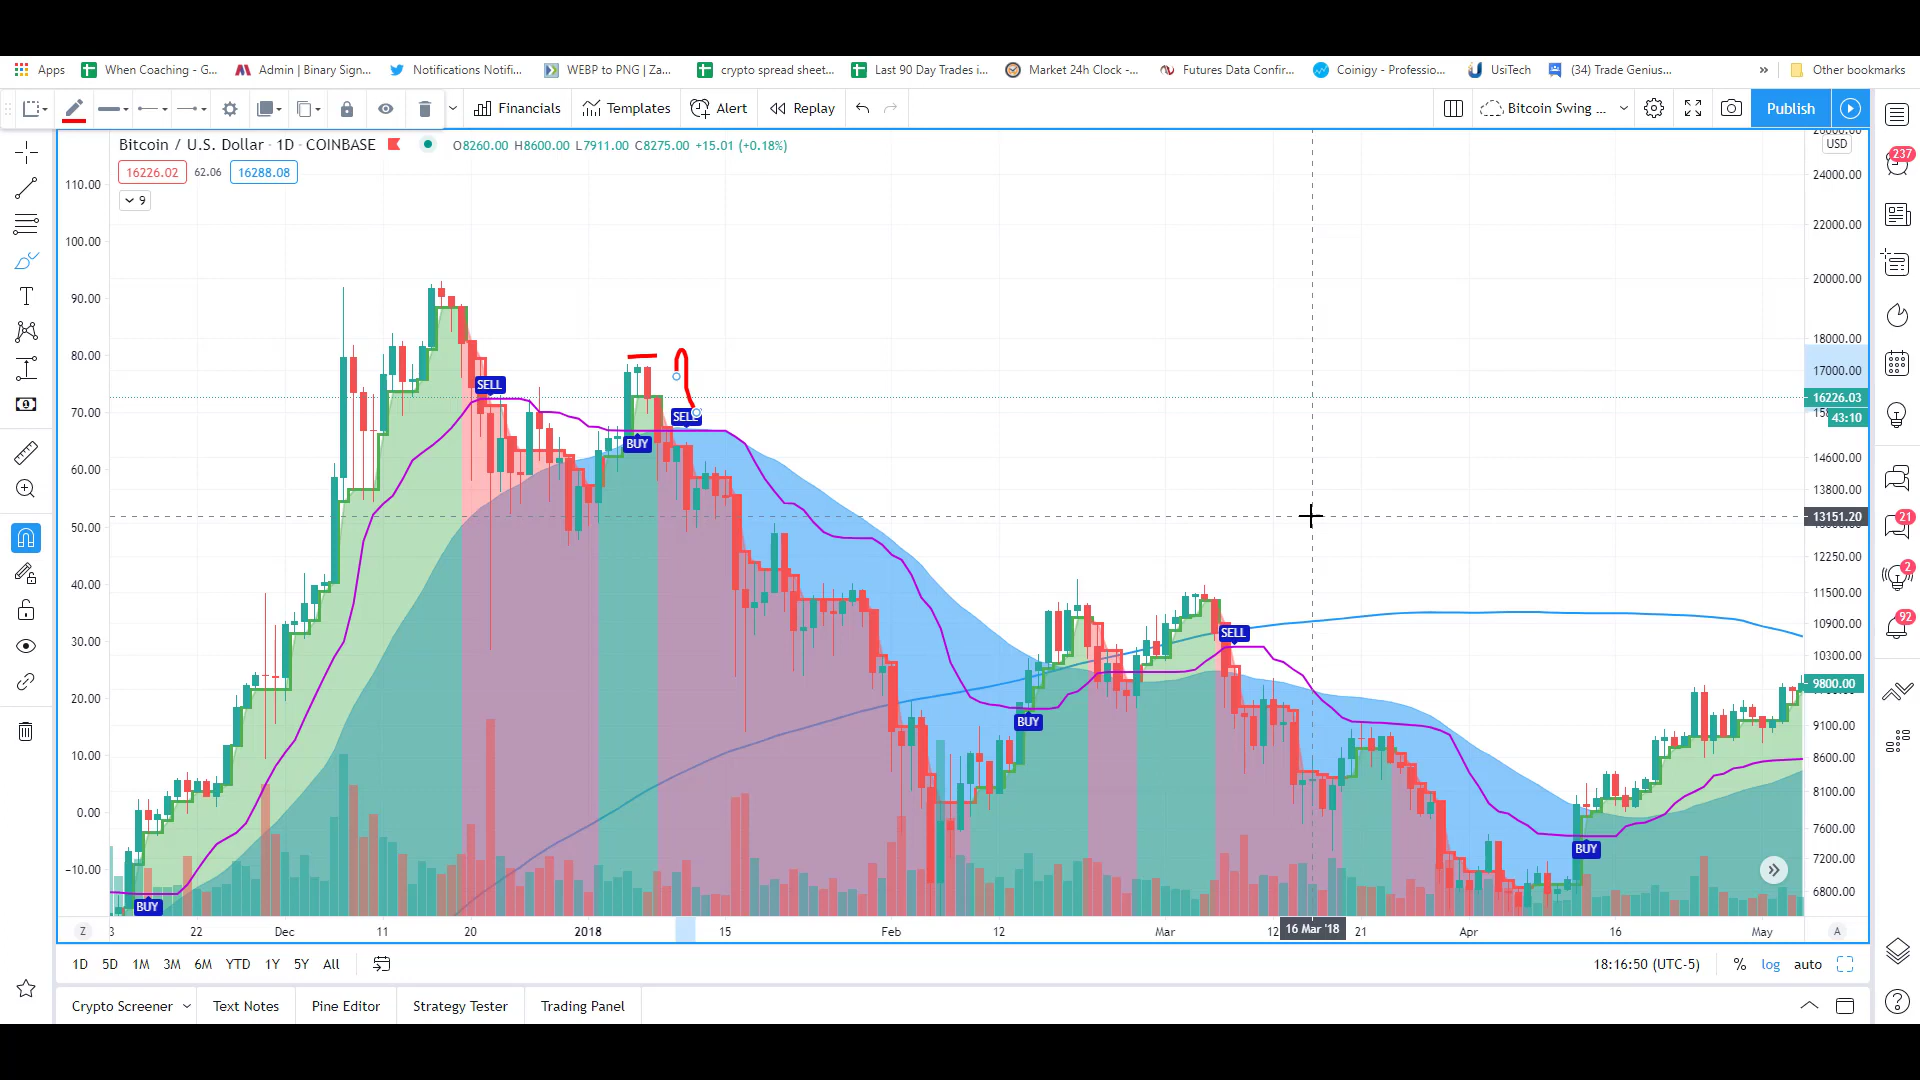 Apps When Coaching - G... Admin | Binary Sign... Notifications Notifi... WEBP to PNG | Za... crypto spread sheet... Last 90 Day Trades i... Market 24h Clock -... Futures Data Confir... Coinigy - Professio... UsiTech (34) Trade Genius... » Other bookmarks
Financials Templates Alert Replay Bitcoin Swing ... Publish
Bitcoin / U.S. Dollar · 1D · COINBASE O8260.00 H8600.00 L7911.00 C8275.00 +15.01 (+0.18%)
USD
16226.02 62.06 16288.08
9
110.00
100.00
90.00
80.00
70.00
60.00
50.00
40.00
30.00
20.00
10.00
0.00
−10.00
SELL
BUY
SELL
BUY
SELL
BUY
BUY
24000.00
22000.00
20000.00
18000.00
17000.00
16226.03
43:10
14600.00
13800.00
13151.20
12250.00
11500.00
10900.00
10300.00
9800.00
9100.00
8600.00
8100.00
7600.00
7200.00
6800.00
237
21
2
92
Z 3 22 Dec 11 20 2018 15 Feb 12 Mar 12 16 Mar '18 21 Apr 16 May A
1D 5D 1M 3M 6M YTD 1Y 5Y All 18:16:50 (UTC-5) % log auto
Crypto Screener Text Notes Pine Editor Strategy Tester Trading Panel